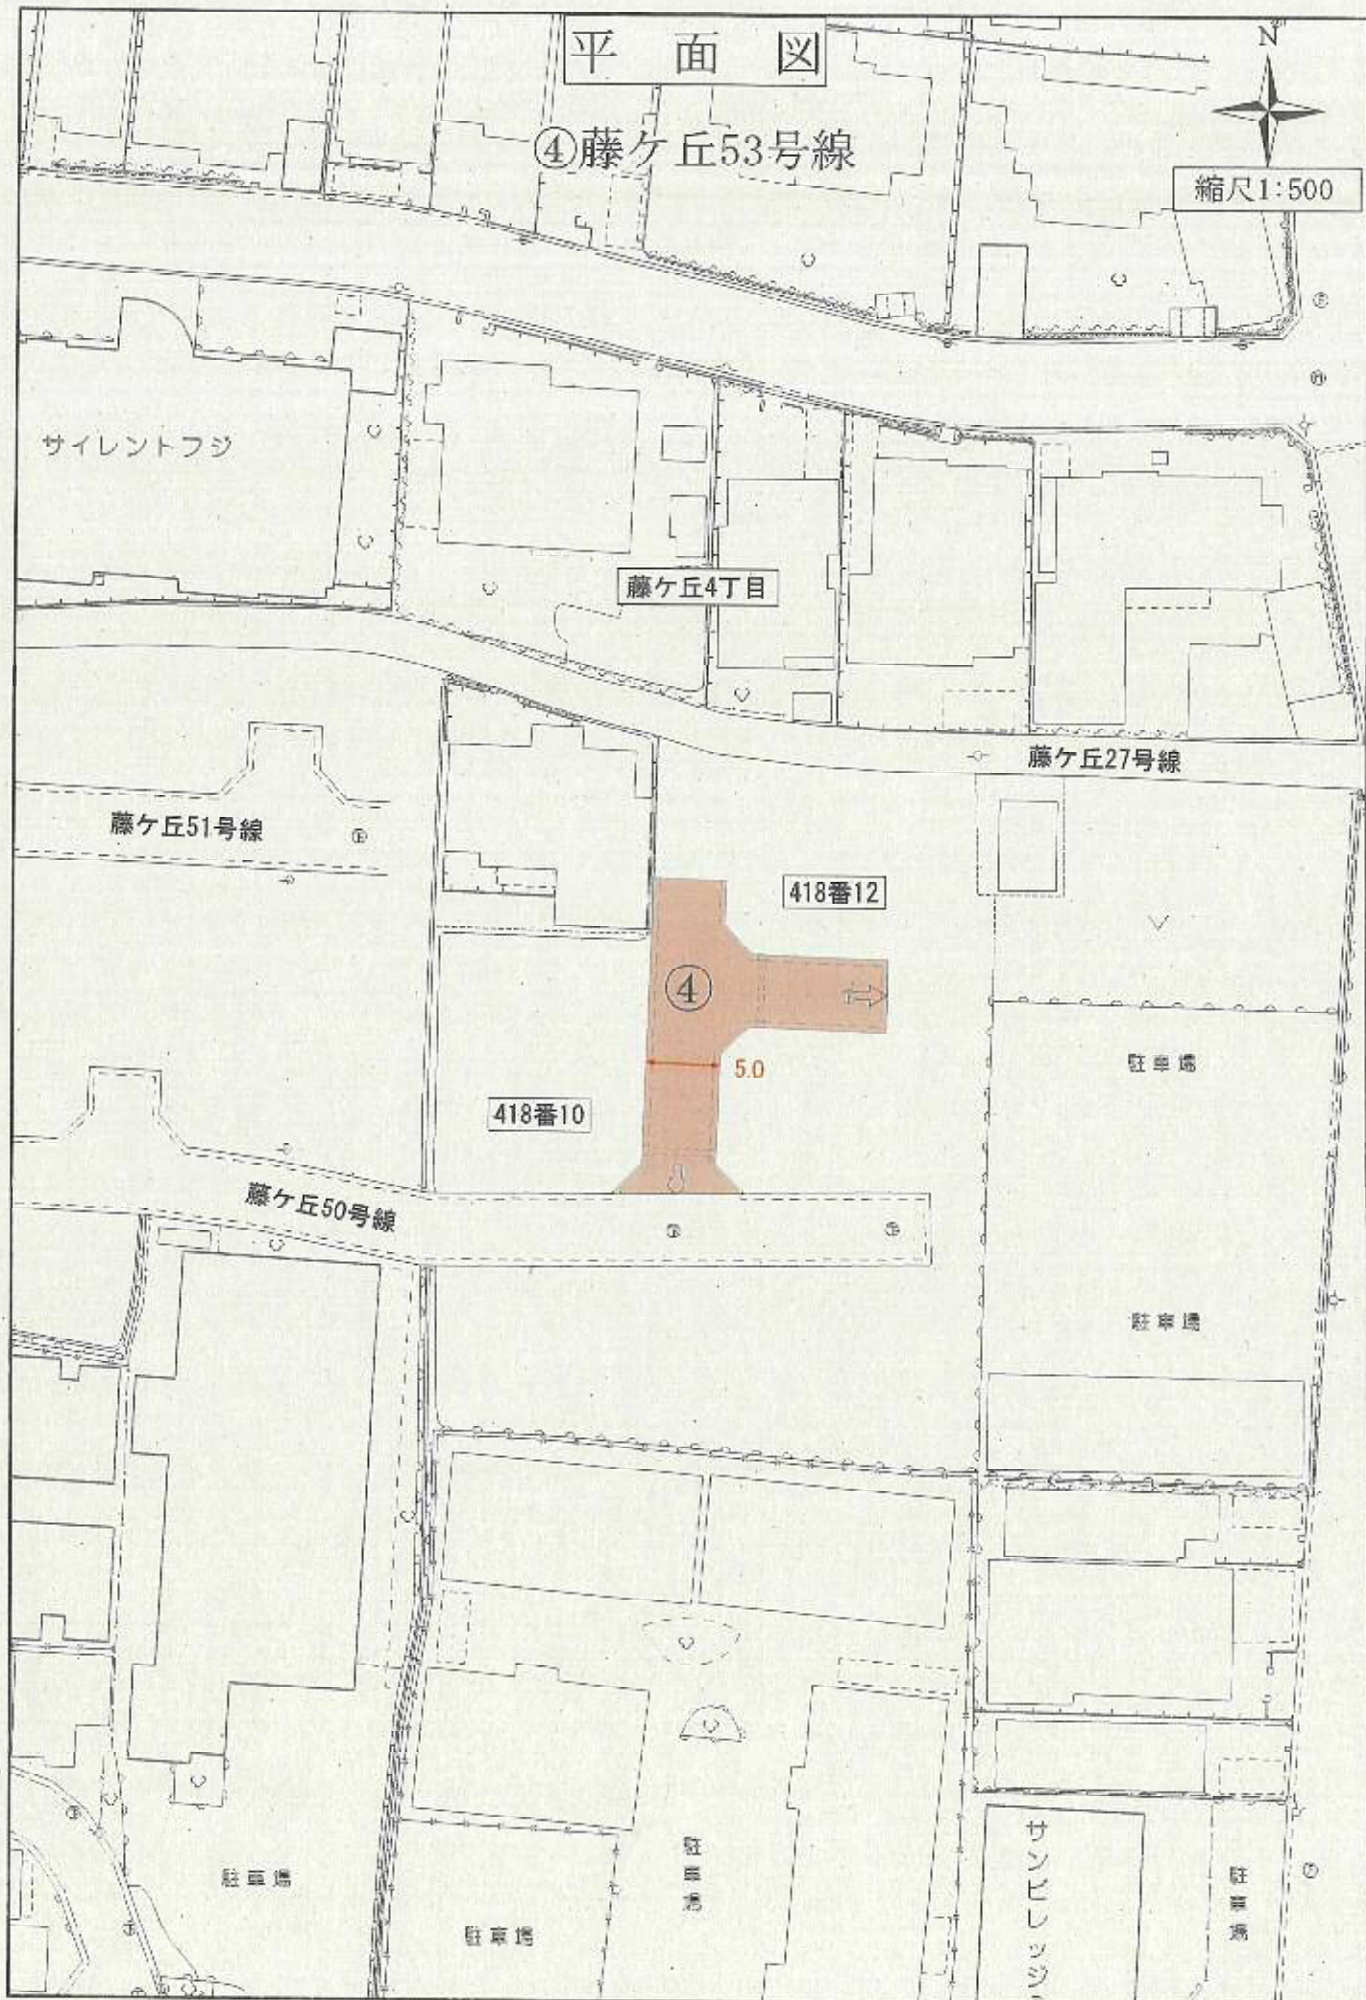 平面図
N
④藤ケ丘53号線
縮尺1:500
サイレントフジ
藤ケ丘4丁目
藤ケ丘27号線
藤ケ丘51号線
418番12
④
5.0
駐車場
418番10
藤ケ丘50号線
駐車場
駐車場
駐車場
駐車場
サンビレッジ
駐車場